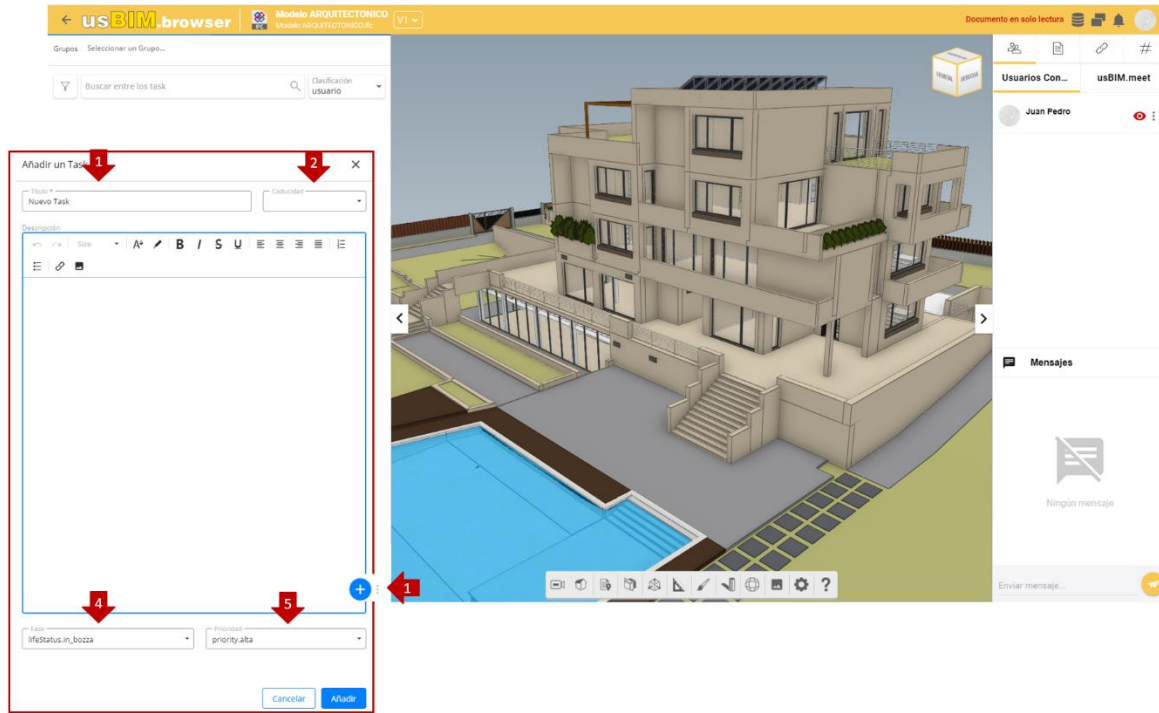 usBIM.browser
IFC
Modelo ARQUITECTONICO
Modelo ARQUITECTONICO.ifc
V1
Documento en solo lectura
Grupos Seleccionar un Grupo...
Buscar entre los task
Clasificación
usuario
Usuarios Con... usBIM.meet
Juan Pedro
Añadir un Task
1
2
Título *
Nuevo Task
Caducidad
Descripción
Size
B I S U
Mensajes
Ningún mensaje
Enviar mensaje...
1
4
5
Fase
lifeStatus.in_bozza
Prioridad
priority.alta
Cancelar Añadir